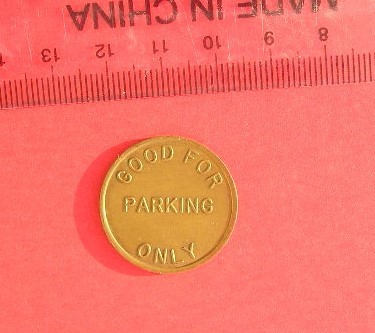 MADE IN CHINA
13 12 11 10 9 8
GOOD FOR
PARKING
ONLY